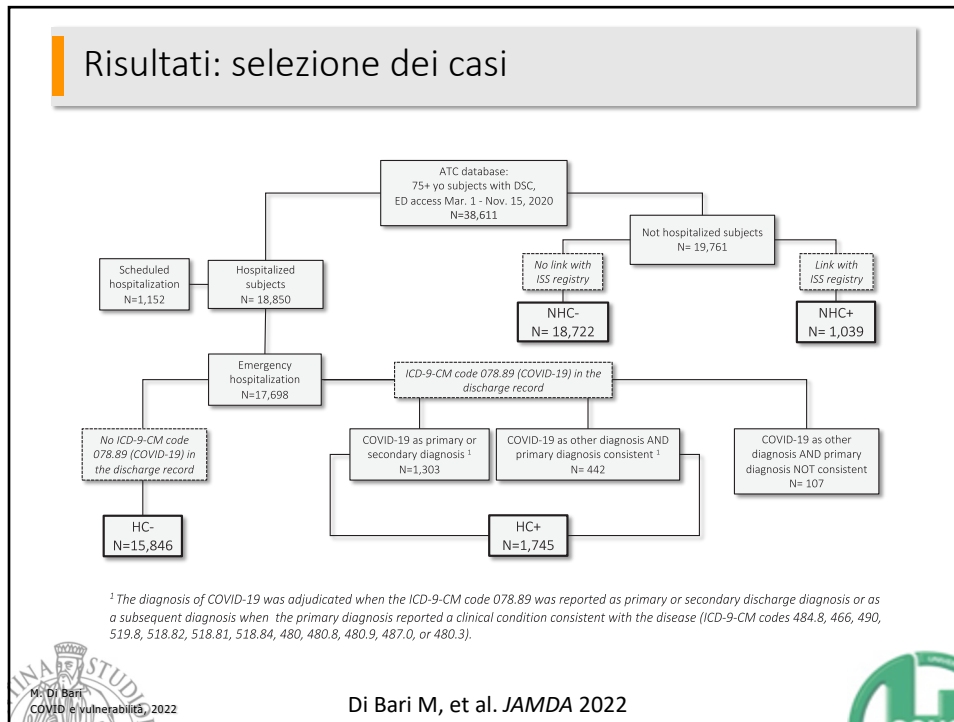 Risultati: selezione dei casi
ATC database:
75+ yo subjects with DSC,
ED access Mar. 1 - Nov. 15, 2020
N=38,611
Not hospitalized subjects
N= 19,761
Scheduled
hospitalization
N=1,152
Hospitalized
subjects
N= 18,850
No link with
ISS registry
Link with
ISS registry
NHC-
N= 18,722
NHC+
N= 1,039
Emergency
hospitalization
N=17,698
ICD-9-CM code 078.89 (COVID-19) in the
discharge record
No ICD-9-CM code
078.89 (COVID-19) in
the discharge record
COVID-19 as primary or
secondary diagnosis 1
N=1,303
COVID-19 as other diagnosis AND
primary diagnosis consistent 1
N= 442
COVID-19 as other
diagnosis AND primary
diagnosis NOT consistent
N= 107
HC-
N=15,846
HC+
N=1,745
1 The diagnosis of COVID-19 was adjudicated when the ICD-9-CM code 078.89 was reported as primary or secondary discharge diagnosis or as
a subsequent diagnosis when the primary diagnosis reported a clinical condition consistent with the disease (ICD-9-CM codes 484.8, 466, 490,
519.8, 518.82, 518.81, 518.84, 480, 480.8, 480.9, 487.0, or 480.3).
M. Di Bari
COVID e vulnerabilità, 2022
Di Bari M, et al. JAMDA 2022